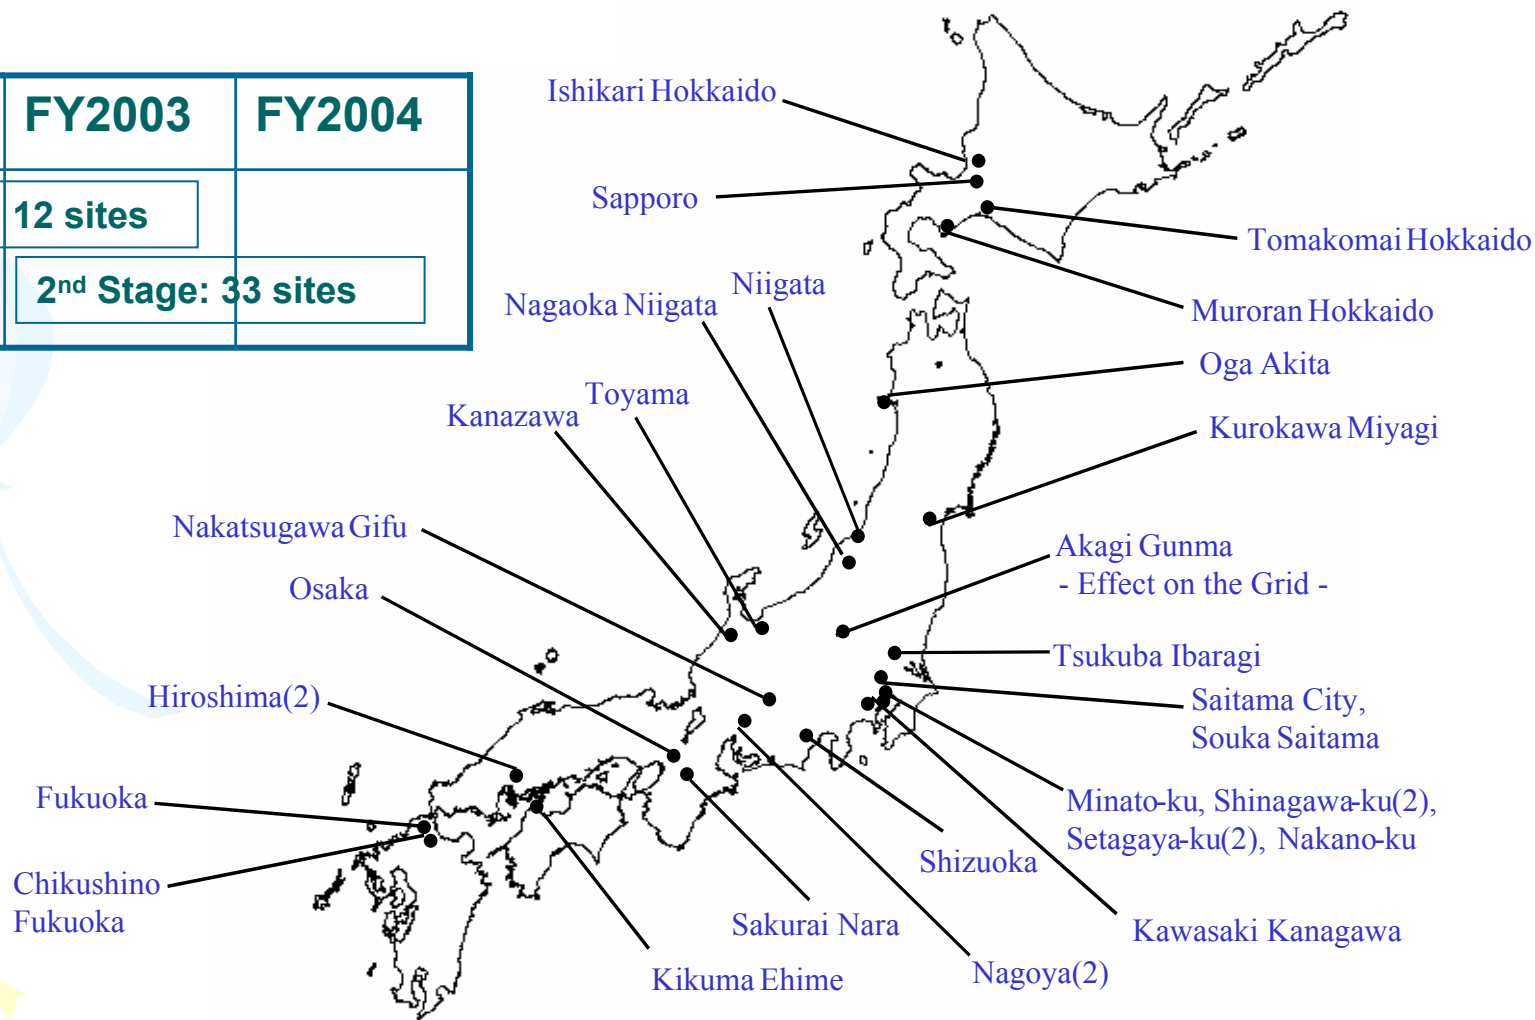 FY2003 FY2004
12 sites
2nd Stage: 33 sites
Ishikari Hokkaido
Sapporo
Tomakomai Hokkaido
Niigata
Nagaoka Niigata
Muroran Hokkaido
Oga Akita
Toyama
Kanazawa
Kurokawa Miyagi
Nakatsugawa Gifu
Akagi Gunma
- Effect on the Grid -
Osaka
Tsukuba Ibaragi
Hiroshima(2)
Saitama City,
Souka Saitama
Fukuoka
Minato-ku, Shinagawa-ku(2),
Setagaya-ku(2), Nakano-ku
Shizuoka
Chikushino
Fukuoka
Sakurai Nara
Kawasaki Kanagawa
Kikuma Ehime
Nagoya(2)